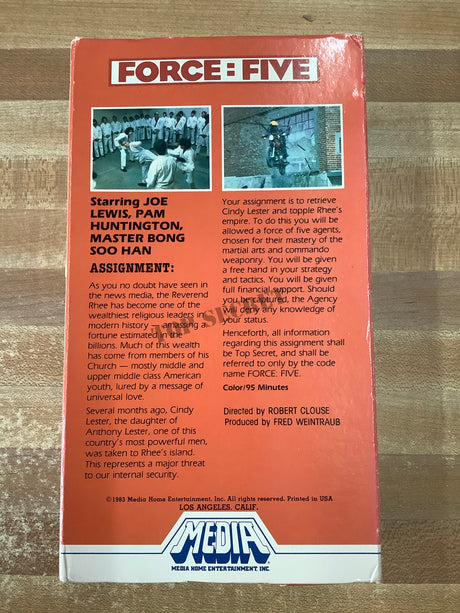 FORCE: FIVE
Starring JOE
LEWIS, PAM
HUNTINGTON,
MASTER BONG
SOO HAN
ASSIGNMENT:
As you no doubt have seen in
the news media, the Reverend
Rhee has become one of the
wealthiest religious leaders in
modern history — amassing a
fortune estimated in the
billions. Much of this wealth
has come from members of his
Church — mostly middle and
upper middle class American
youth, lured by a message of
universal love.
Several months ago, Cindy
Lester, the daughter of
Anthony Lester, one of this
country's most powerful men,
was taken to Rhee's island.
This represents a major threat
to our internal security.
Your assignment is to retrieve
Cindy Lester and topple Rhee's
empire. To do this you will be
allowed a force of five agents,
chosen for their mastery of the
martial arts and commando
weaponry. You will be given
a free hand in your strategy
and tactics. You will be given
full financial support. Should
you be captured, the Agency
will deny any knowledge of
your status.
Henceforth, all information
regarding this assignment shall
be Top Secret, and shall be
referred to only by the code
name FORCE: FIVE.
Color/95 Minutes
Directed by ROBERT CLOUSE
Produced by FRED WEINTRAUB
TOP SECRET
©1983 Media Home Entertainment, Inc. All rights reserved. Printed in USA
LOS ANGELES, CALIF.
MEDIA
MEDIA HOME ENTERTAINMENT, INC.